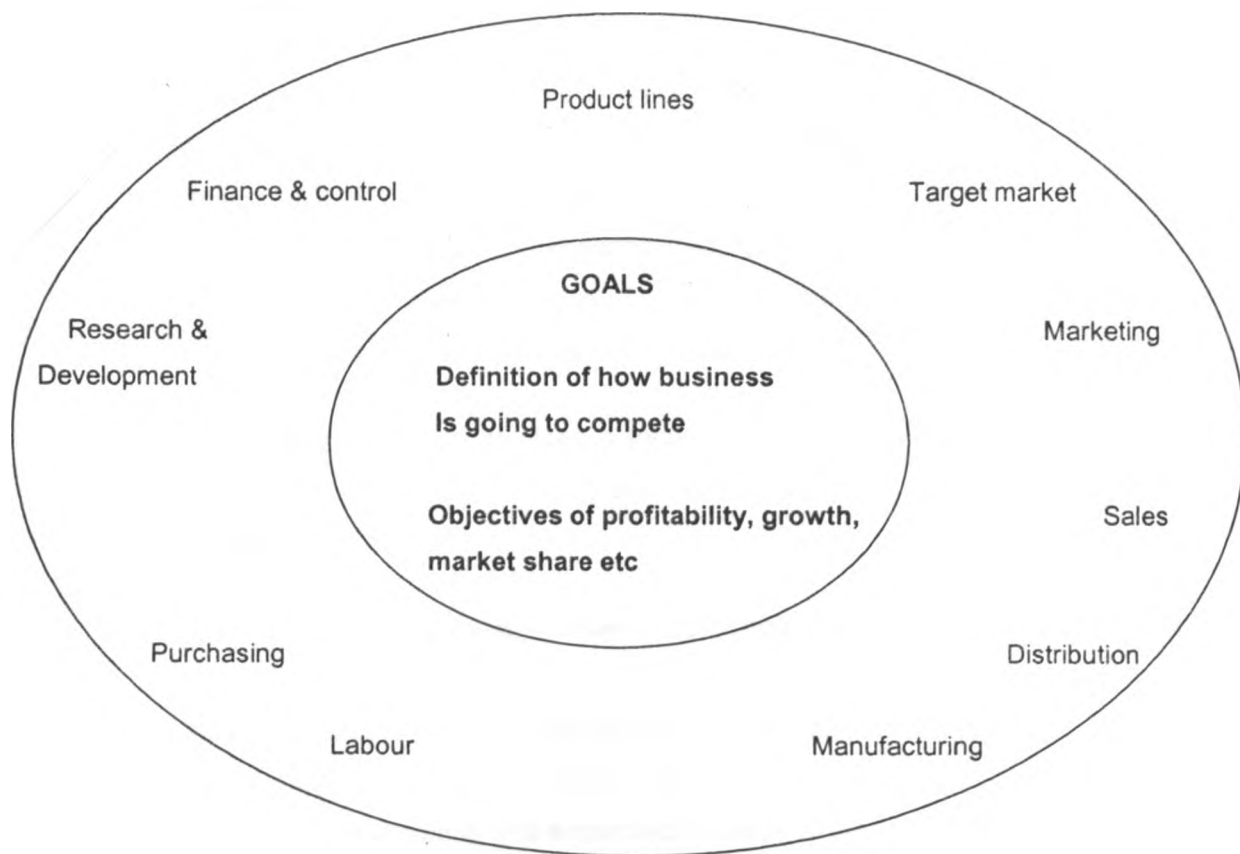 Product lines
Finance & control
Target market
GOALS
Research &
Development
Marketing
Definition of how business
Is going to compete
Objectives of profitability, growth,
market share etc
Sales
Purchasing
Distribution
Labour
Manufacturing